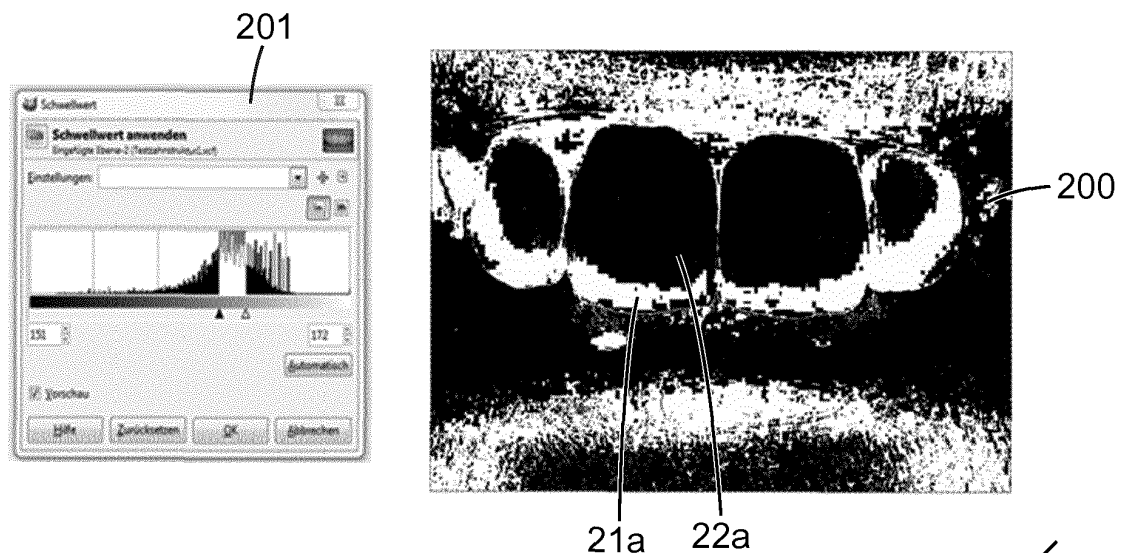 201
Schwellwert
Schwellwert anwenden
Einstellungen:
151
172
Automatisch
Vorschau
Hilfe
Zurücksetzen
OK
Abbrechen
200
21a
22a